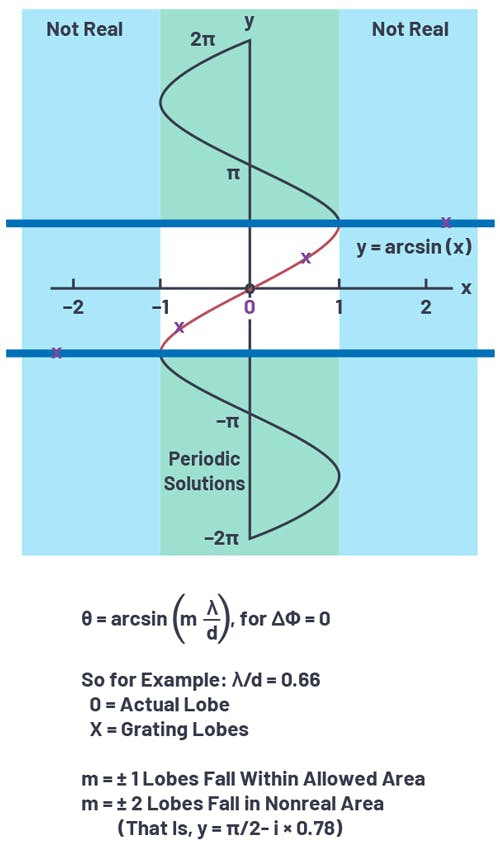 Not Real
y
Not Real
2π
π
x
y = arcsin (x)
x
x
−2
−1
0
1
2
x
x
x
−π
Periodic
Solutions
−2π
θ = arcsin (m λ/d), for ΔΦ = 0
So for Example: λ/d = 0.66
0 = Actual Lobe
X = Grating Lobes
m = ± 1 Lobes Fall Within Allowed Area
m = ± 2 Lobes Fall in Nonreal Area
(That Is, y = π/2- i × 0.78)